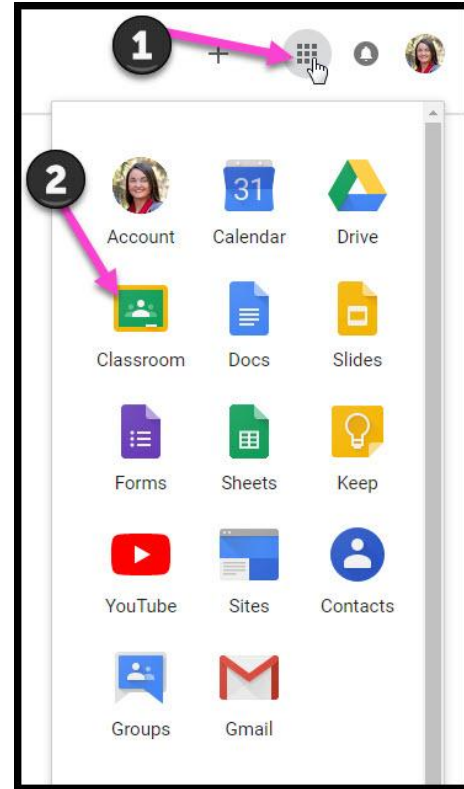 1
2
31
Account Calendar Drive
Classroom Docs Slides
Forms Sheets Keep
YouTube Sites Contacts
Groups Gmail